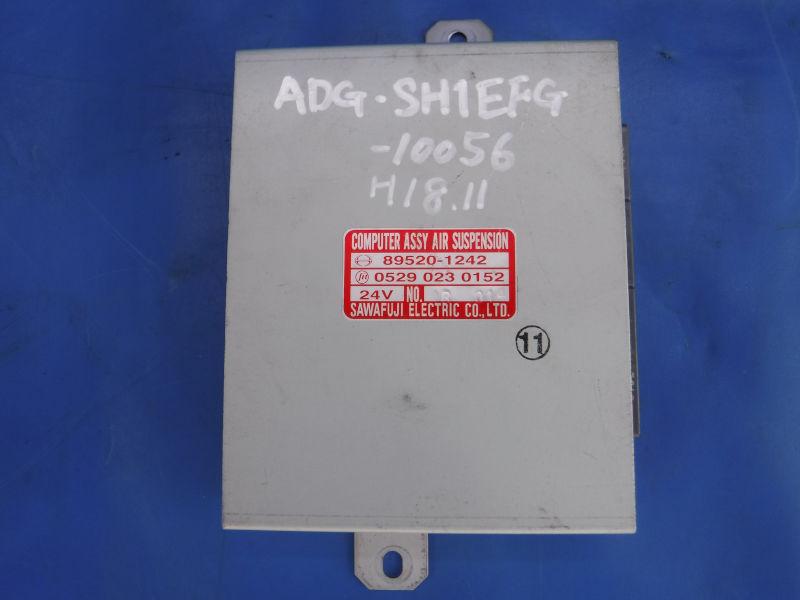 ADG-SH1EFG
-10056
H18.11
COMPUTER ASSY AIR SUSPENSION
89520-1242
0529 023 0152
24V NO.
SAWAFUJI ELECTRIC CO., LTD.
11